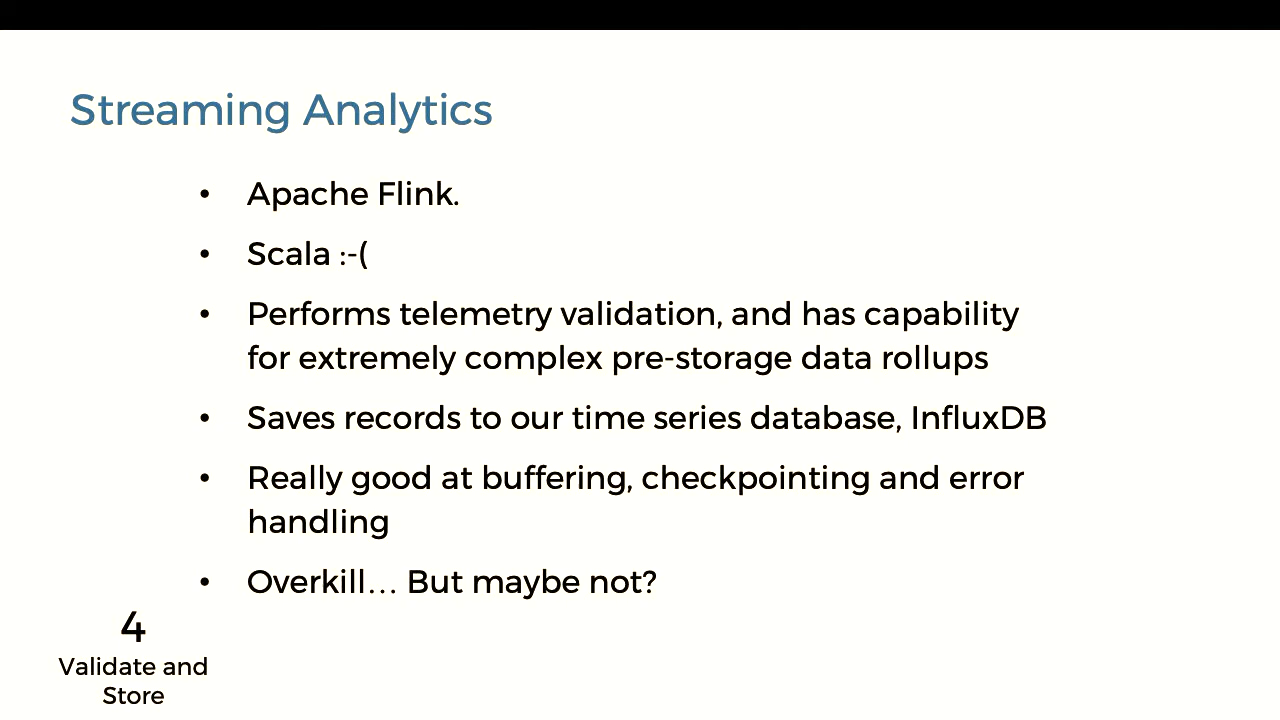 Streaming Analytics
• Apache Flink.
• Scala :-(
• Performs telemetry validation, and has capability
for extremely complex pre-storage data rollups
• Saves records to our time series database, InfluxDB
• Really good at buffering, checkpointing and error
handling
• Overkill… But maybe not?
4
Validate and
Store